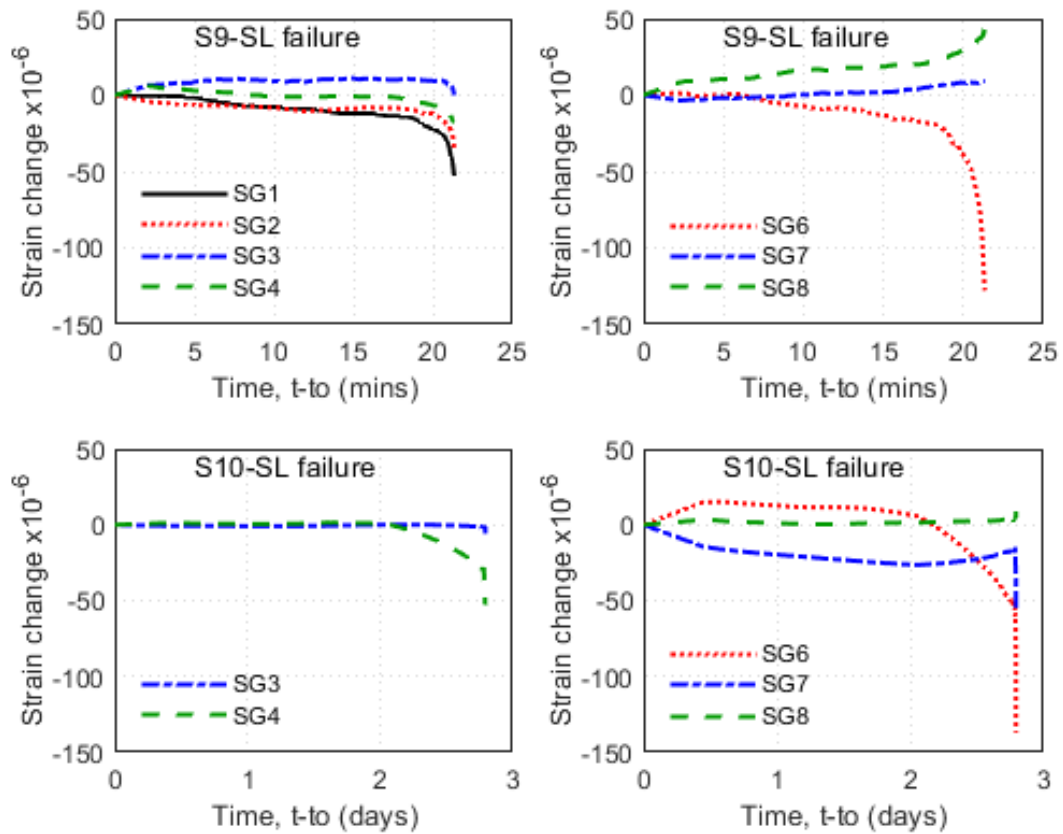 S9-SL failure
Strain change x10⁻⁶
50
0
-50
-100
-150
SG1
SG2
SG3
SG4
0 5 10 15 20 25
Time, t-to (mins)
S9-SL failure
Strain change x10⁻⁶
50
0
-50
-100
-150
SG6
SG7
SG8
0 5 10 15 20 25
Time, t-to (mins)
S10-SL failure
Strain change x10⁻⁶
50
0
-50
-100
-150
SG3
SG4
0 1 2 3
Time, t-to (days)
S10-SL failure
Strain change x10⁻⁶
50
0
-50
-100
-150
SG6
SG7
SG8
0 1 2 3
Time, t-to (days)